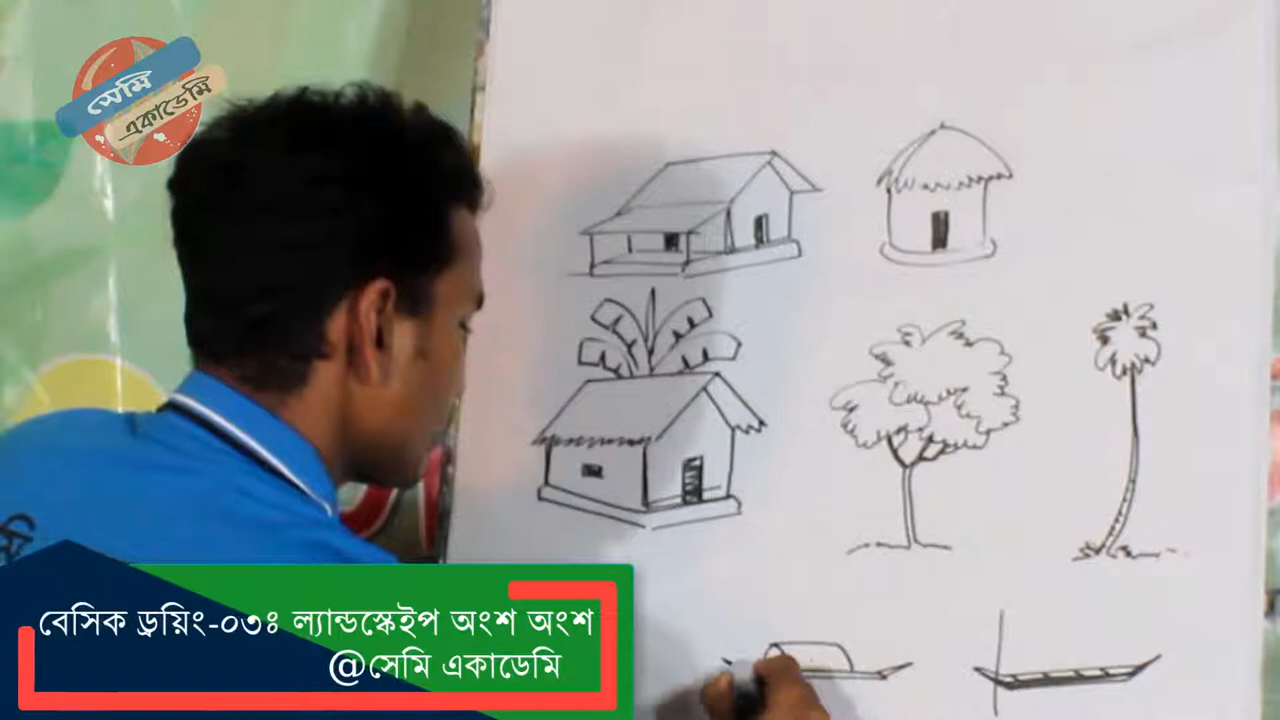 সেমি
একাডেমি
বেসিক ড্রয়িং-০৩ঃ ল্যান্ডস্কেইপ অংশ অংশ
@সেমি একাডেমি